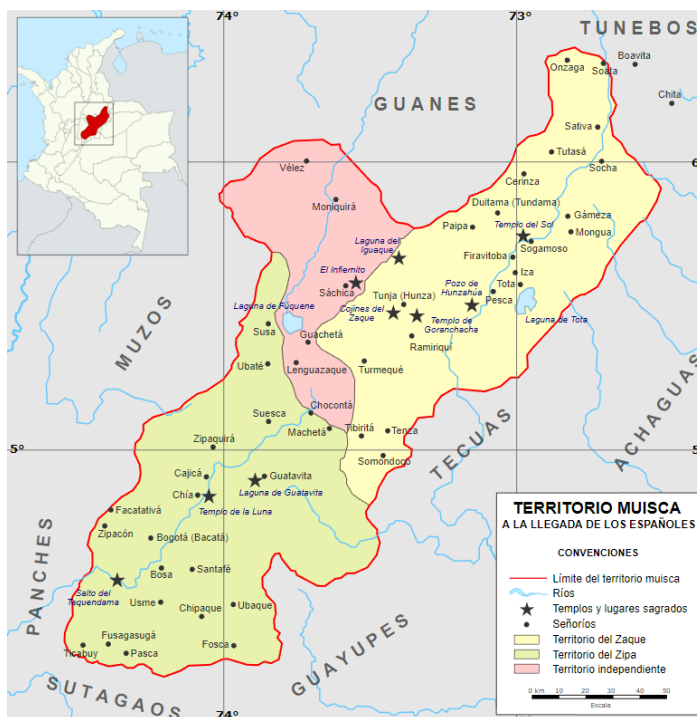 74°
73°
TUNEBOS
Onzaga
Soata
Boavita
Chita
GUANES
Sativa
Tutasá
Socha
Vélez
Cerinza
Moniquirá
Duitama (Tundama)
Templo del Sol
Gámeza
Paipa
Mongua
Sogamoso
Laguna del
Iguaque
Firavitoba
El Infiernito
Iza
Sáchica
Tota
Pozo de
Hunzahúa
Pesca
Tunja (Hunza)
Laguna de Fúquene
Cojines del
Zaque
Templo de
Goranchacha
Laguna de Tota
MUZOS
Susa
Guachetá
Ramiriquí
Ubaté
Lenguazaque
Turmequé
ACHAGUAS
Chocontá
Suesca
Machetá
Tibiritá
Tenza
TECUAS
Zipaquirá
5°
5
Somondoco
Cajicá
Guatavita
Chía
Laguna de Guatavita
Templo de la Luna
Facatativá
Zipacón
Bogotá (Bacatá)
PANCHES
Bosa
Santafé
Salto del
Tequendama
Usme
Chipaque
Ubaque
Fusagasugá
Ticabuy
Pasca
Fosca
GUAYUPES
SUTAGAOS
74°
TERRITORIO MUISCA
A LA LLEGADA DE LOS ESPAÑOLES
CONVENCIONES
Límite del territorio muisca
Ríos
Templos y lugares sagrados
Señoríos
Territorio del Zaque
Territorio del Zipa
Territorio independiente
0 km 10 20 30 40 50
Escala